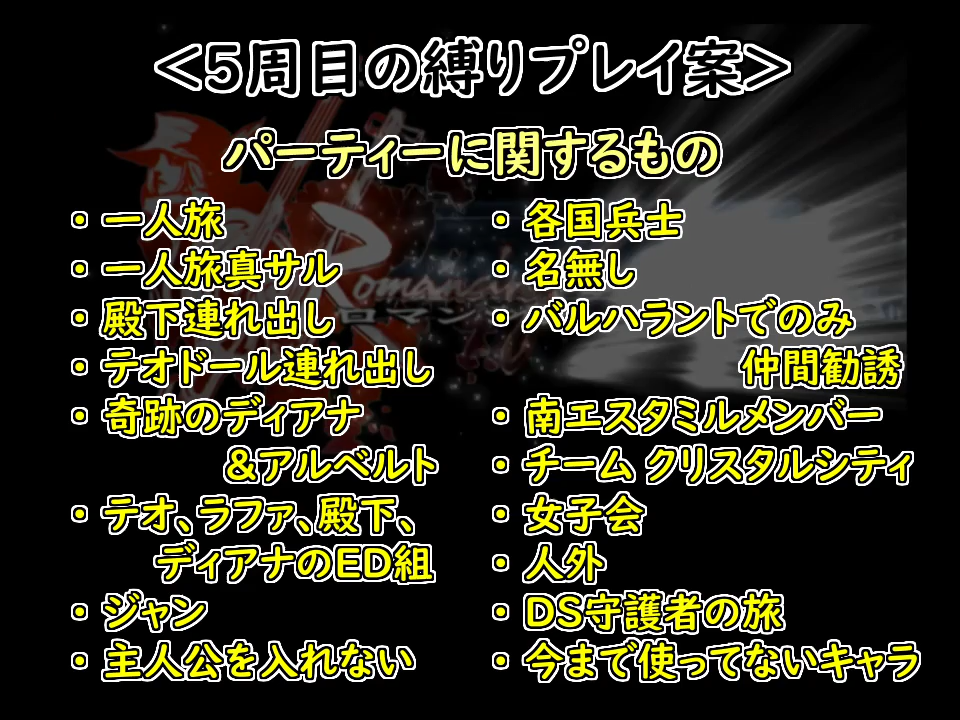 ＜5周目の縛りプレイ案＞
パーティーに関するもの
・一人旅
・一人旅真サル
・殿下連れ出し
・テオドール連れ出し
・奇跡のディアナ
＆アルベルト
・テオ、ラファ、殿下、
ディアナのED組
・ジャン
・主人公を入れない
・各国兵士
・名無し
・バルハラントでのみ
仲間勧誘
・南エスタミルメンバー
・チーム クリスタルシティ
・女子会
・人外
・DS守護者の旅
・今まで使ってないキャラ
Romancin
ロマン